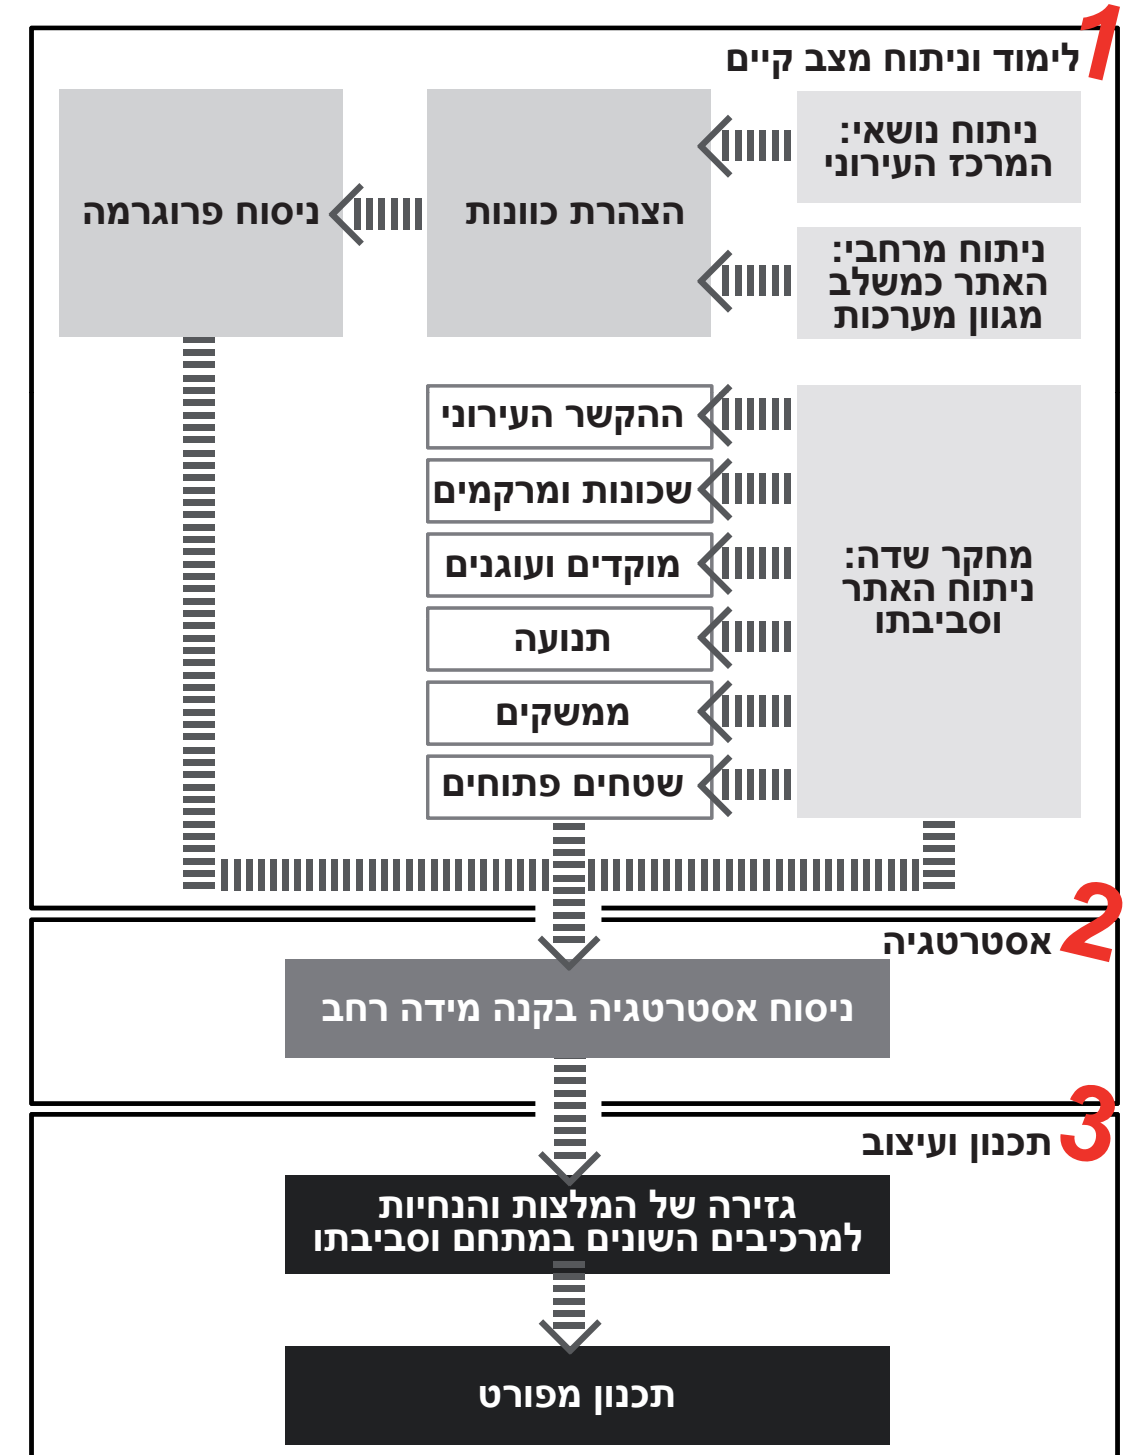 1
לימוד וניתוח מצב קיים
ניתוח נושאי:
המרכז העירוני
ניתוח מרחבי:
האתר כמשלב
מגוון מערכות
הצהרת כוונות
ניסוח פרוגרמה
מחקר שדה:
ניתוח האתר
וסביבתו
ההקשר העירוני
שכונות ומרקמים
מוקדים ועוגנים
תנועה
ממשקים
שטחים פתוחים
2
אסטרטגיה
ניסוח אסטרטגיה בקנה מידה רחב
3
תכנון ועיצוב
גזירה של המלצות והנחיות
למרכיבים השונים במתחם וסביבתו
תכנון מפורט